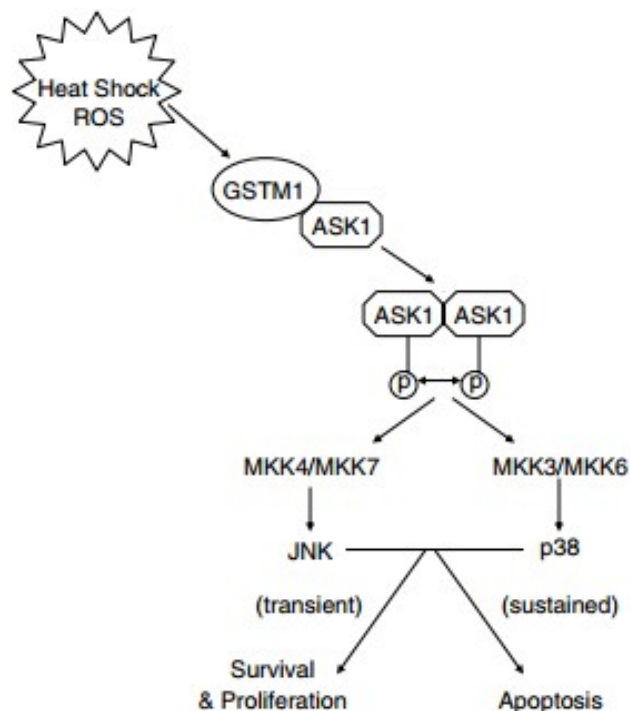 Heat Shock
ROS
GSTM1
ASK1
ASK1 ASK1
p p
MKK4/MKK7 MKK3/MKK6
JNK p38
(transient) (sustained)
Survival
& Proliferation Apoptosis